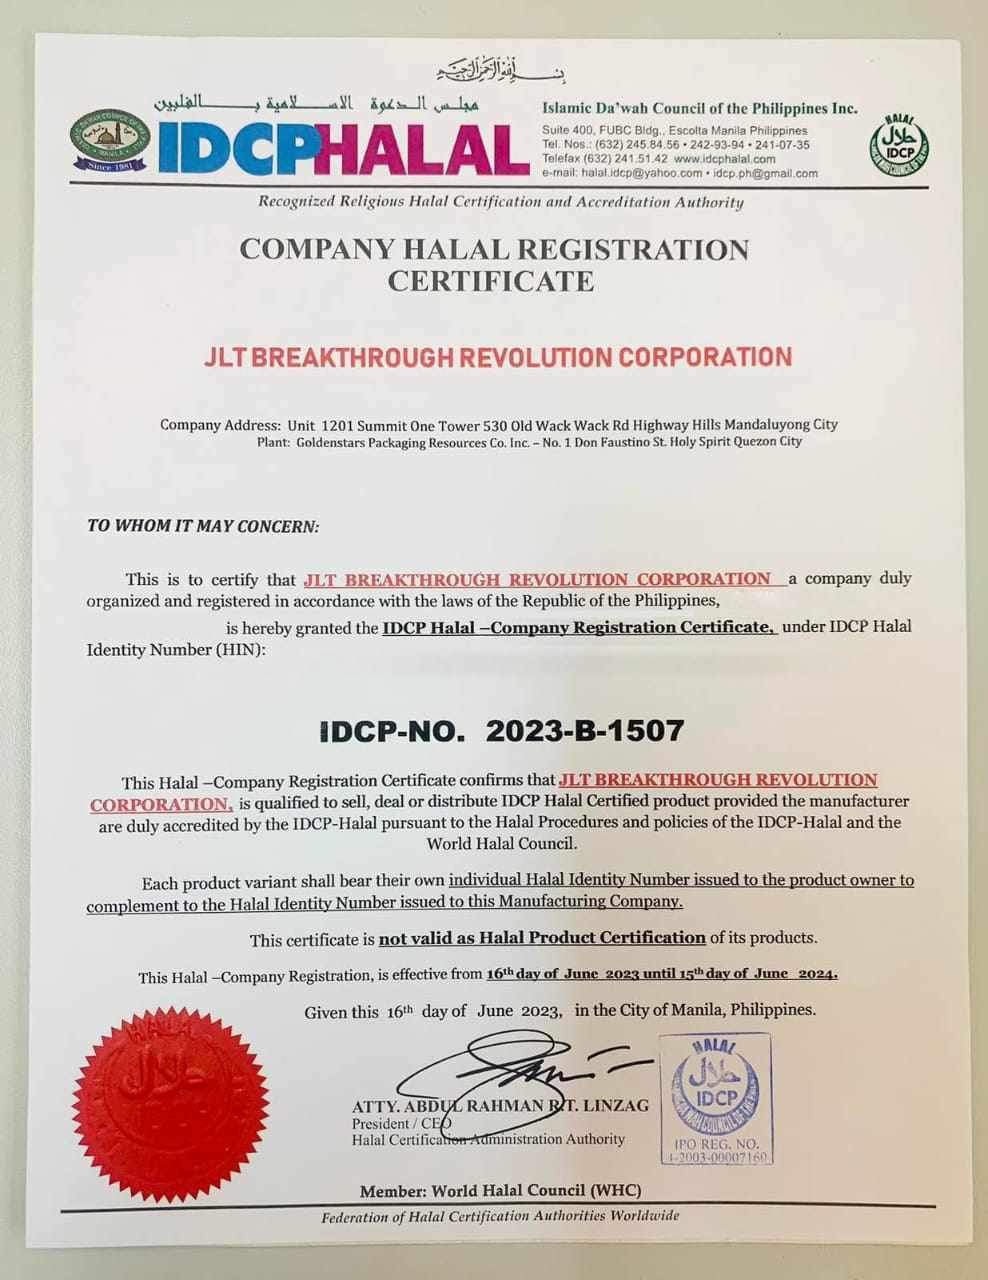 بسم الله الرحمن الرحيم
مجلس الدعوة الاسلامية بالفلبين
IDCPHALAL
Since 1981
Islamic Da'wah Council of the Philippines Inc.
Suite 400, FUBC Bldg., Escolta Manila Philippines
Tel. Nos.: (632) 245.84.56 • 242-93-94 • 241-07-35
Telefax (632) 241.51.42 www.idcphalal.com
e-mail: halal.idcp@yahoo.com • idcp.ph@gmail.com
HALAL
حلال
IDCP
Recognized Religious Halal Certification and Accreditation Authority
COMPANY HALAL REGISTRATION
CERTIFICATE
JLT BREAKTHROUGH REVOLUTION CORPORATION
Company Address: Unit 1201 Summit One Tower 530 Old Wack Wack Rd Highway Hills Mandaluyong City
Plant: Goldenstars Packaging Resources Co. Inc. – No. 1 Don Faustino St. Holy Spirit Quezon City
TO WHOM IT MAY CONCERN:
This is to certify that JLT BREAKTHROUGH REVOLUTION CORPORATION a company duly
organized and registered in accordance with the laws of the Republic of the Philippines,
is hereby granted the IDCP Halal –Company Registration Certificate, under IDCP Halal
Identity Number (HIN):
IDCP-NO. 2023-B-1507
This Halal –Company Registration Certificate confirms that JLT BREAKTHROUGH REVOLUTION
CORPORATION, is qualified to sell, deal or distribute IDCP Halal Certified product provided the manufacturer
are duly accredited by the IDCP-Halal pursuant to the Halal Procedures and policies of the IDCP-Halal and the
World Halal Council.
Each product variant shall bear their own individual Halal Identity Number issued to the product owner to
complement to the Halal Identity Number issued to this Manufacturing Company.
This certificate is not valid as Halal Product Certification of its products.
This Halal –Company Registration, is effective from 16th day of June 2023 until 15th day of June 2024.
Given this 16th day of June 2023, in the City of Manila, Philippines.
HALAL
حلال
ATTY. ABDUL RAHMAN R.T. LINZAG
President / CEO
Halal Certification Administration Authority
HALAL
حلال
IDCP
IPO REG. NO.
4-2003-00007160
Member: World Halal Council (WHC)
Federation of Halal Certification Authorities Worldwide